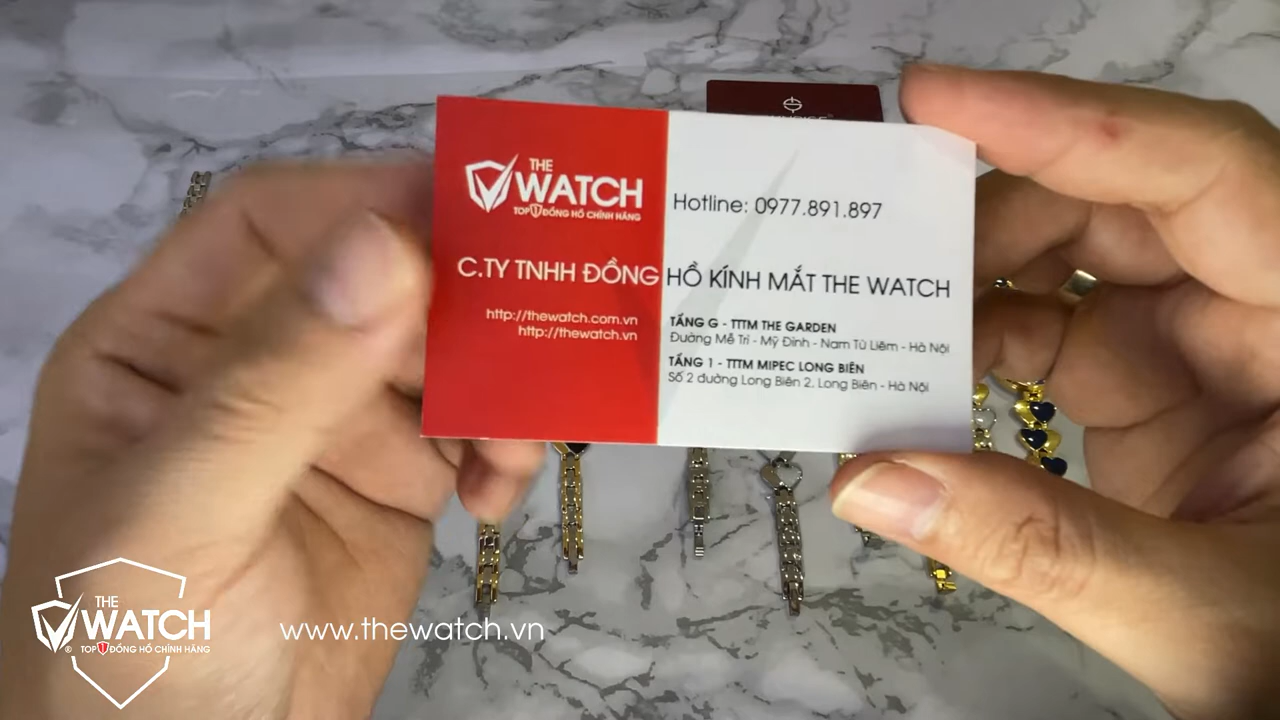 THE
WATCH
TOP 1 ĐỒNG HỒ CHÍNH HÃNG
Hotline: 0977.891.897
C.TY TNHH ĐỒNG HỒ KÍNH MẮT THE WATCH
http://thewatch.com.vn
http://thewatch.vn
TẦNG G - TTTM THE GARDEN
Đường Mễ Trì - Mỹ Đình - Nam Từ Liêm - Hà Nội
TẦNG 1 - TTTM MIPEC LONG BIÊN
Số 2 đường Long Biên 2, Long Biên - Hà Nội
THE
WATCH
®
TOP 1 ĐỒNG HỒ CHÍNH HÃNG
www.thewatch.vn